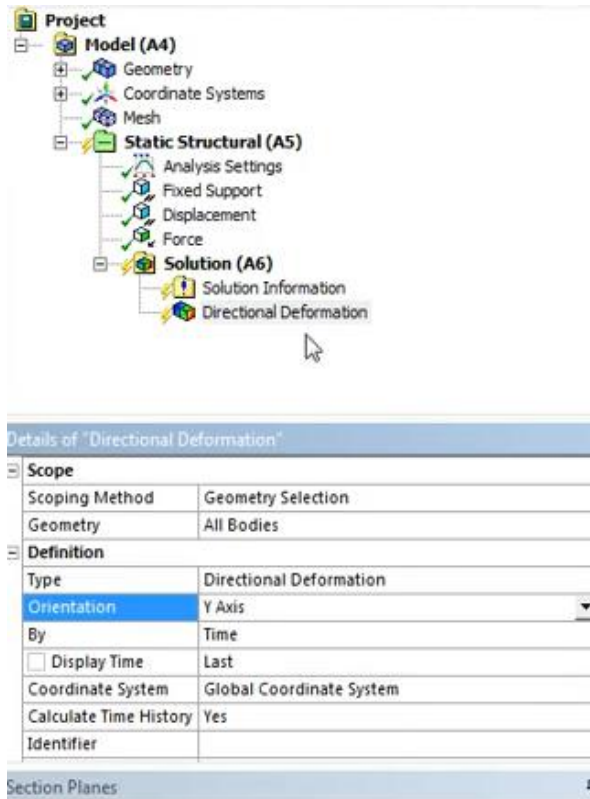 Project
Model (A4)
Geometry
Coordinate Systems
Mesh
Static Structural (A5)
Analysis Settings
Fixed Support
Displacement
Force
Solution (A6)
Solution Information
Directional Deformation
Details of "Directional Deformation"
Scope
Scoping Method Geometry Selection
Geometry All Bodies
Definition
Type Directional Deformation
Orientation Y Axis
By Time
Display Time Last
Coordinate System Global Coordinate System
Calculate Time History Yes
Identifier
Section Planes